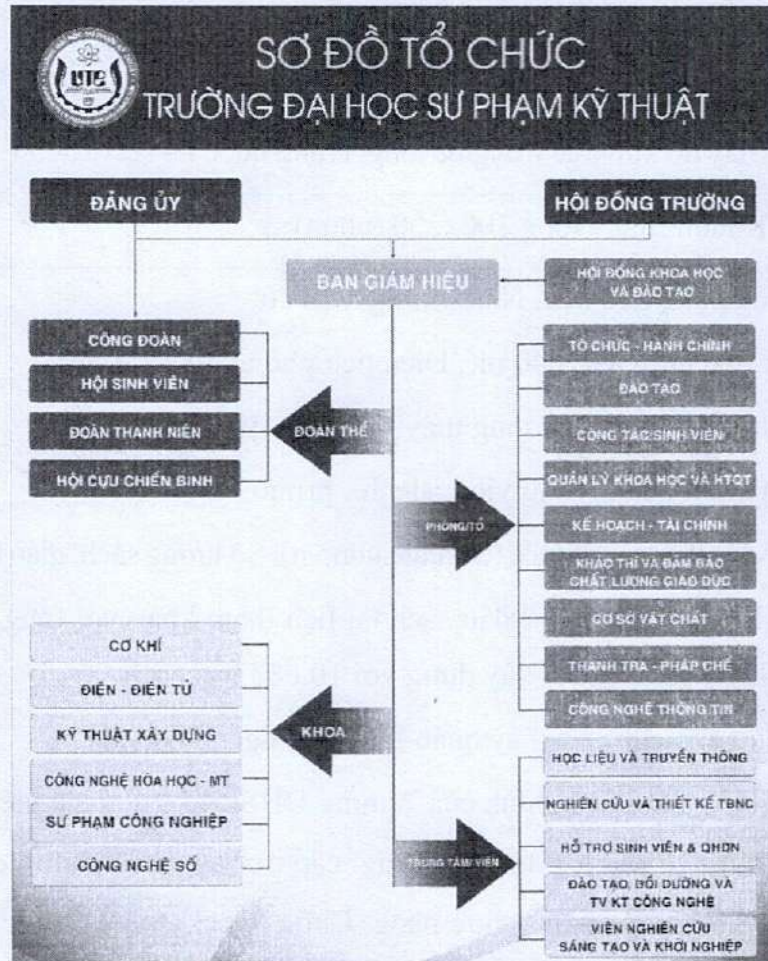 UTE
SƠ ĐỒ TỔ CHỨC
TRƯỜNG ĐẠI HỌC SƯ PHẠM KỸ THUẬT
ĐẢNG ỦY
HỘI ĐỒNG TRƯỜNG
BAN GIÁM HIỆU
HỘI ĐỒNG KHOA HỌC
VÀ ĐÀO TẠO
CÔNG ĐOÀN
HỘI SINH VIÊN
ĐOÀN THANH NIÊN
HỘI CỰU CHIẾN BINH
ĐOÀN THỂ
TỔ CHỨC - HÀNH CHÍNH
ĐÀO TẠO
CÔNG TÁC SINH VIÊN
QUẢN LÝ KHOA HỌC VÀ HTQT
KẾ HOẠCH - TÀI CHÍNH
KHẢO THÍ VÀ ĐẢM BẢO
CHẤT LƯỢNG GIÁO DỤC
CƠ SỞ VẬT CHẤT
THANH TRA - PHÁP CHẾ
CÔNG NGHỆ THÔNG TIN
PHÒNG/TỔ
CƠ KHÍ
ĐIỆN - ĐIỆN TỬ
KỸ THUẬT XÂY DỰNG
CÔNG NGHỆ HÓA HỌC - MT
SƯ PHẠM CÔNG NGHIỆP
CÔNG NGHỆ SỐ
KHOA
HỌC LIỆU VÀ TRUYỀN THÔNG
NGHIÊN CỨU VÀ THIẾT KẾ TBNC
HỖ TRỢ SINH VIÊN & QHDN
ĐÀO TẠO, BỒI DƯỠNG VÀ
TV KT CÔNG NGHỆ
VIỆN NGHIÊN CỨU
SÁNG TẠO VÀ KHỞI NGHIỆP
TRUNG TÂM/VIỆN